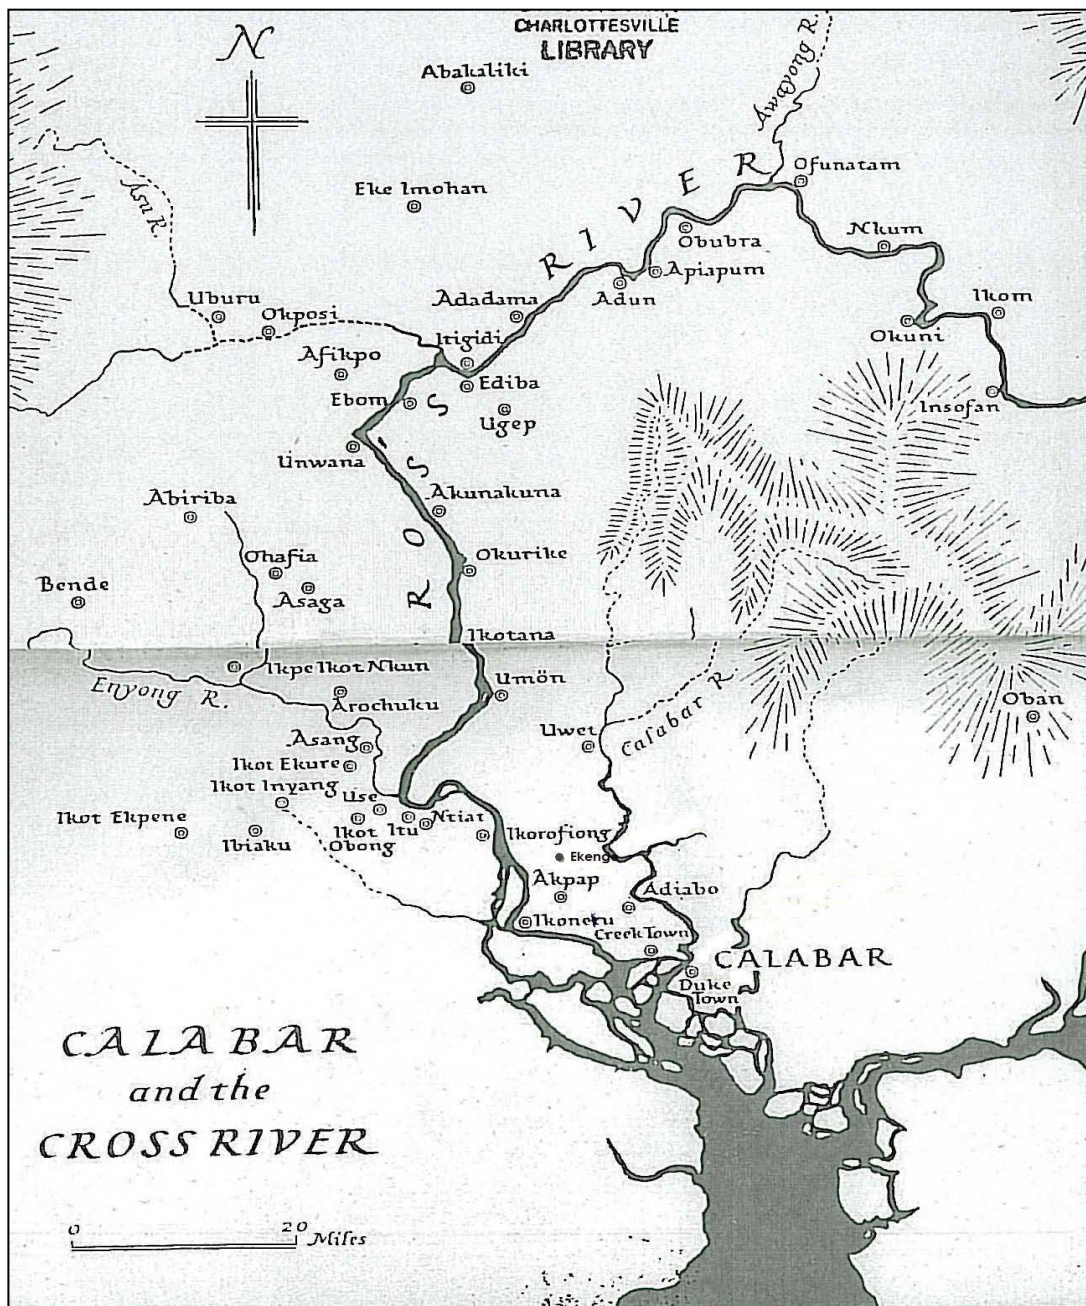 CHARLOTTESVILLE
LIBRARY
N
Abakaliki
Awayong R.
Eke Imohan
Ofunatam
Asu R.
CROSS RIVER
Obubra
Nkum
Apiapum
Adun
Uburu
Okposi
Adadama
Ikom
Okuni
Itigidi
Afikpo
Ediba
Ebom
Ugep
Insofan
Unwana
Abiriba
Akunakuna
Ohafia
Okurike
Bende
Asaga
Ikotana
Ikpe Ikot Nkun
Enyong R.
Arochuku
Umön
Oban
Asang
Uwet
Calabar R.
Ikot Ekure
Ikot Inyang
Use
Ikot Ekpene
Ibiaku
Ikot
Obong
Itu
Ntiat
Ikorofiong
Ekenge
Akpap
Adiabo
Ikonetu
Creek Town
CALABAR
Duke
Town
CALABAR
and the
CROSS RIVER
0 20 Miles